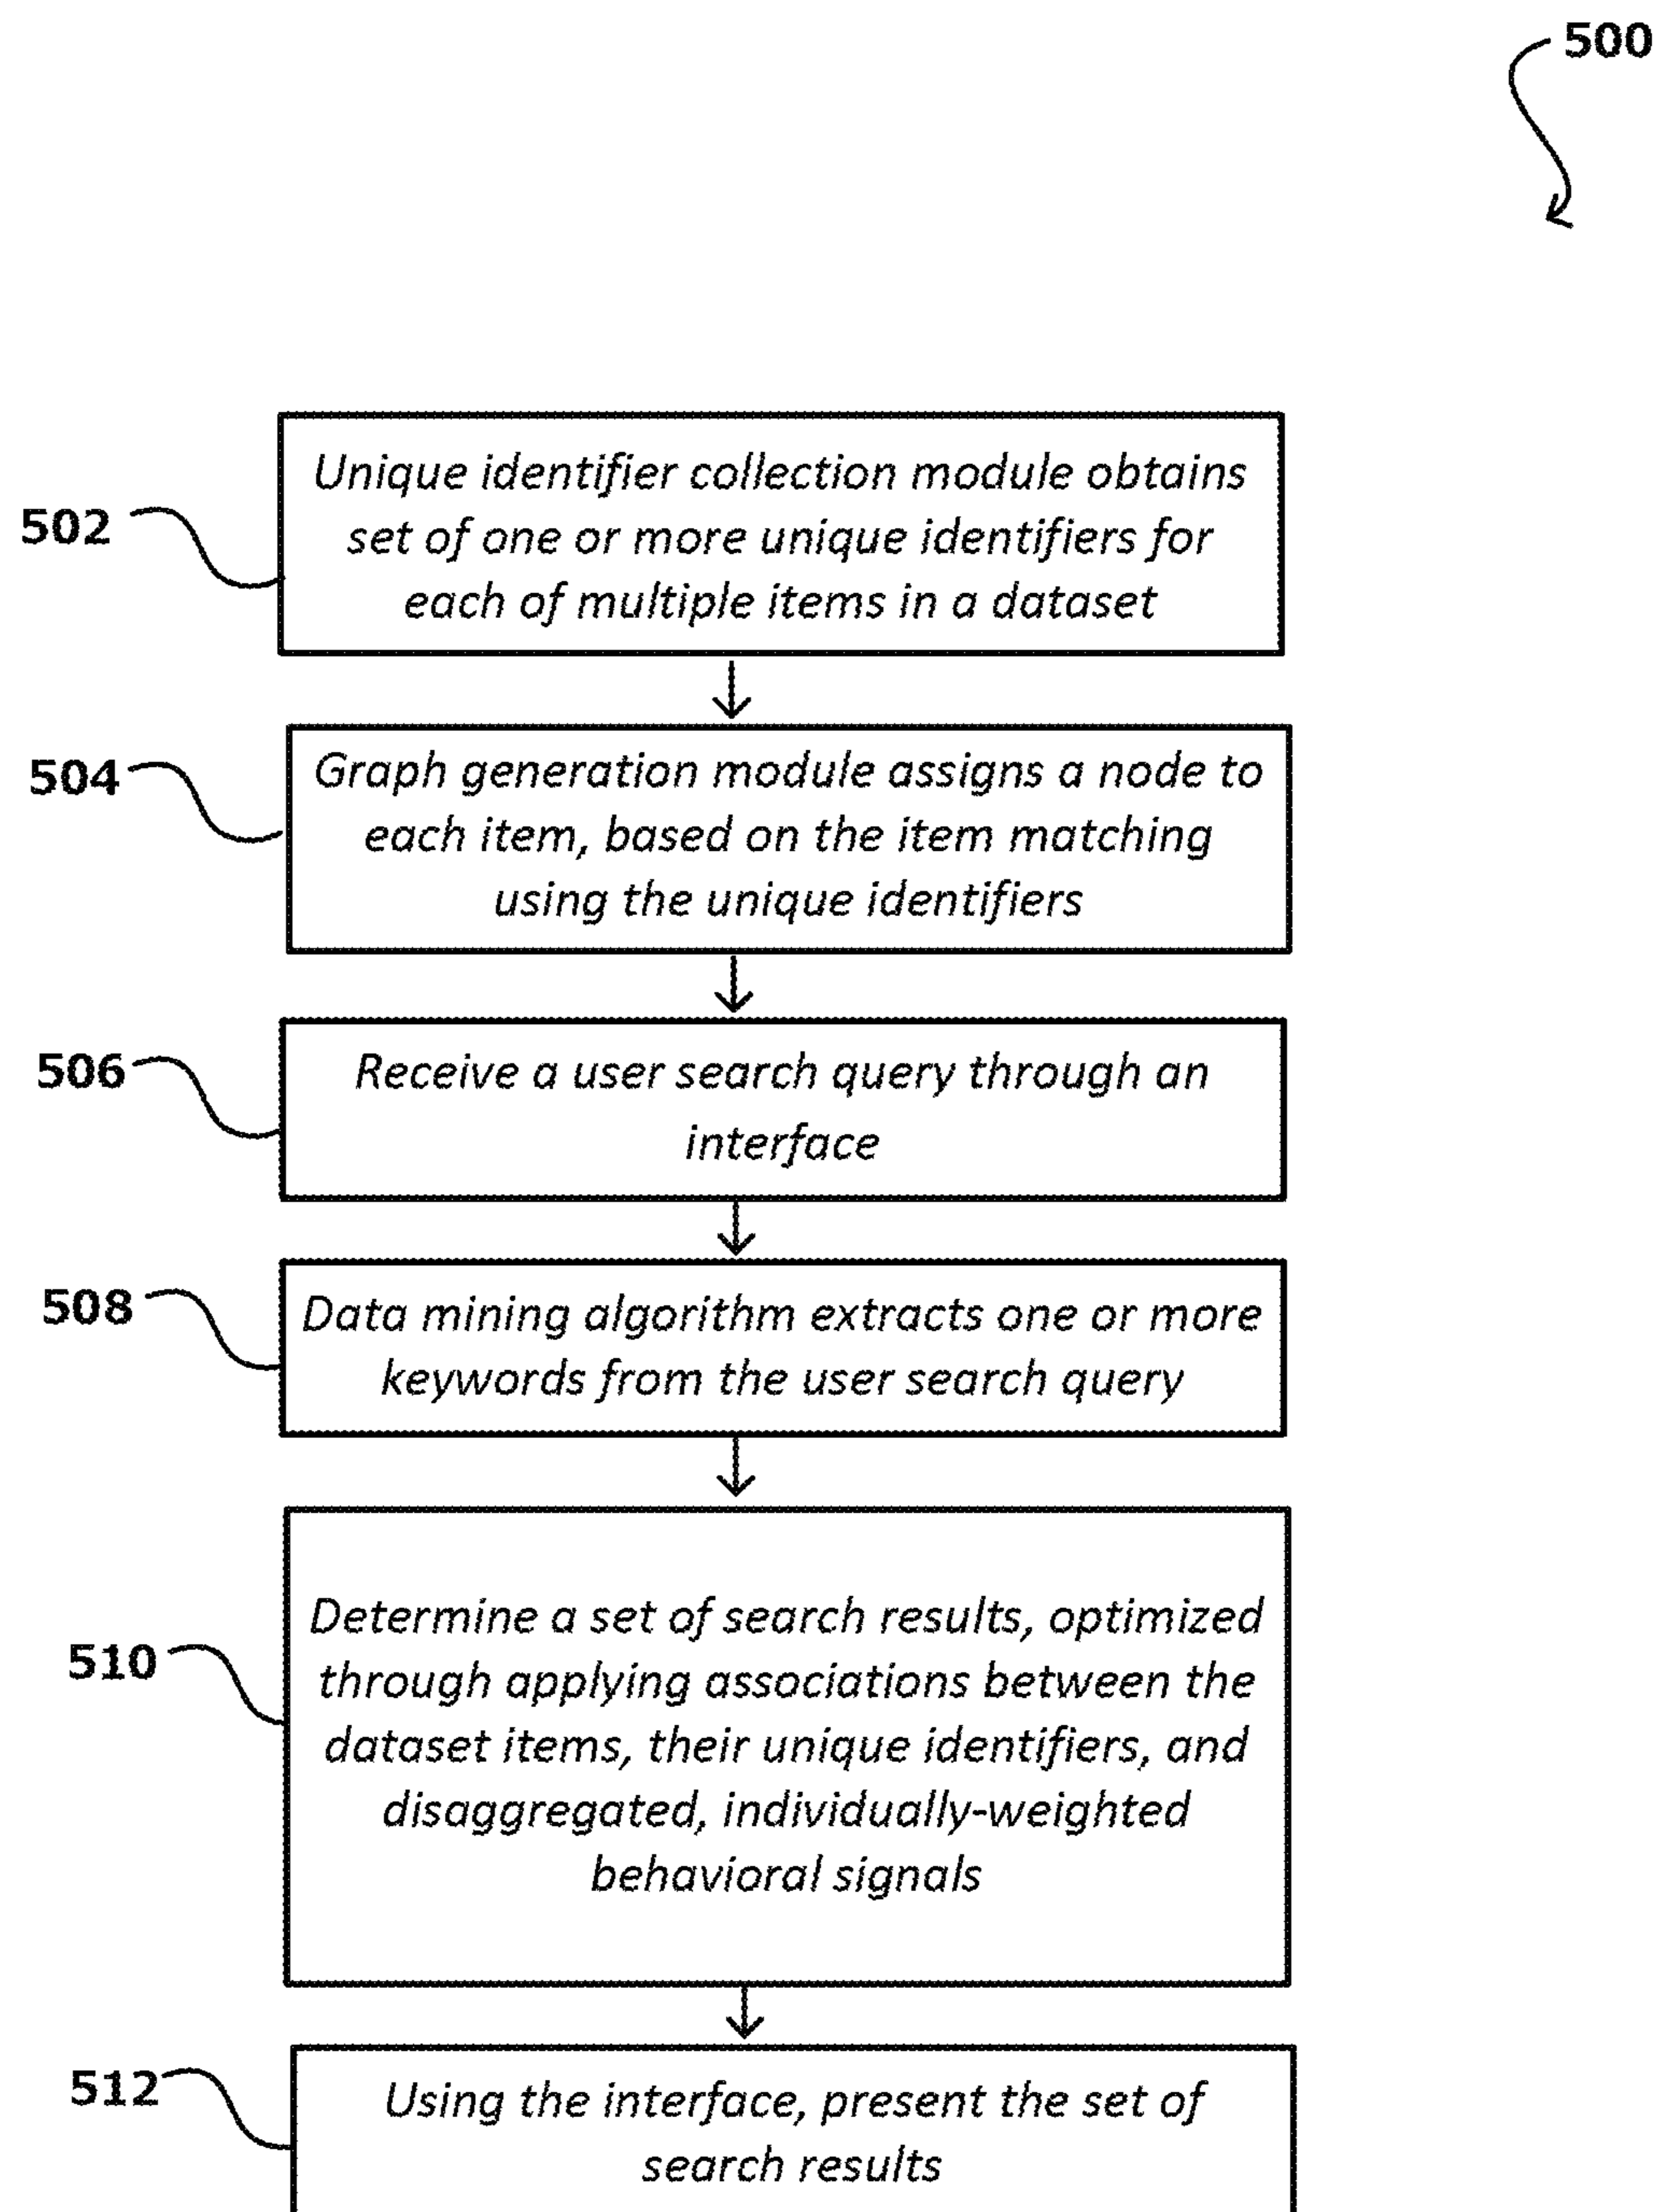 500
502
Unique identifier collection module obtains
set of one or more unique identifiers for
each of multiple items in a dataset
504
Graph generation module assigns a node to
each item, based on the item matching
using the unique identifiers
506
Receive a user search query through an
interface
508
Data mining algorithm extracts one or more
keywords from the user search query
510
Determine a set of search results, optimized
through applying associations between the
dataset items, their unique identifiers, and
disaggregated, individually-weighted
behavioral signals
512
Using the interface, present the set of
search results